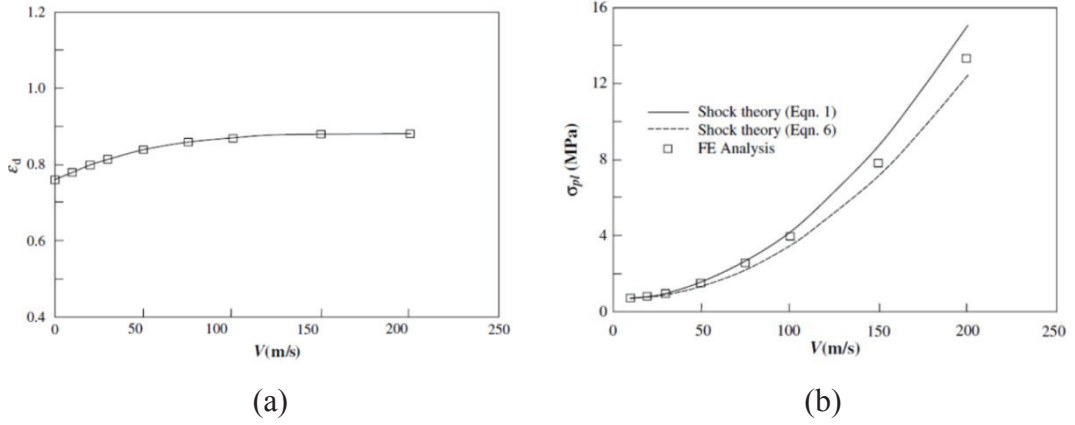 1.2
1.0
0.8
0.6
0.4
εd
0
50
100
150
200
250
V(m/s)
(a)
16
12
8
4
0
σpl (MPa)
Shock theory (Eqn. 1)
Shock theory (Eqn. 6)
FE Analysis
0
50
100
150
200
250
V(m/s)
(b)